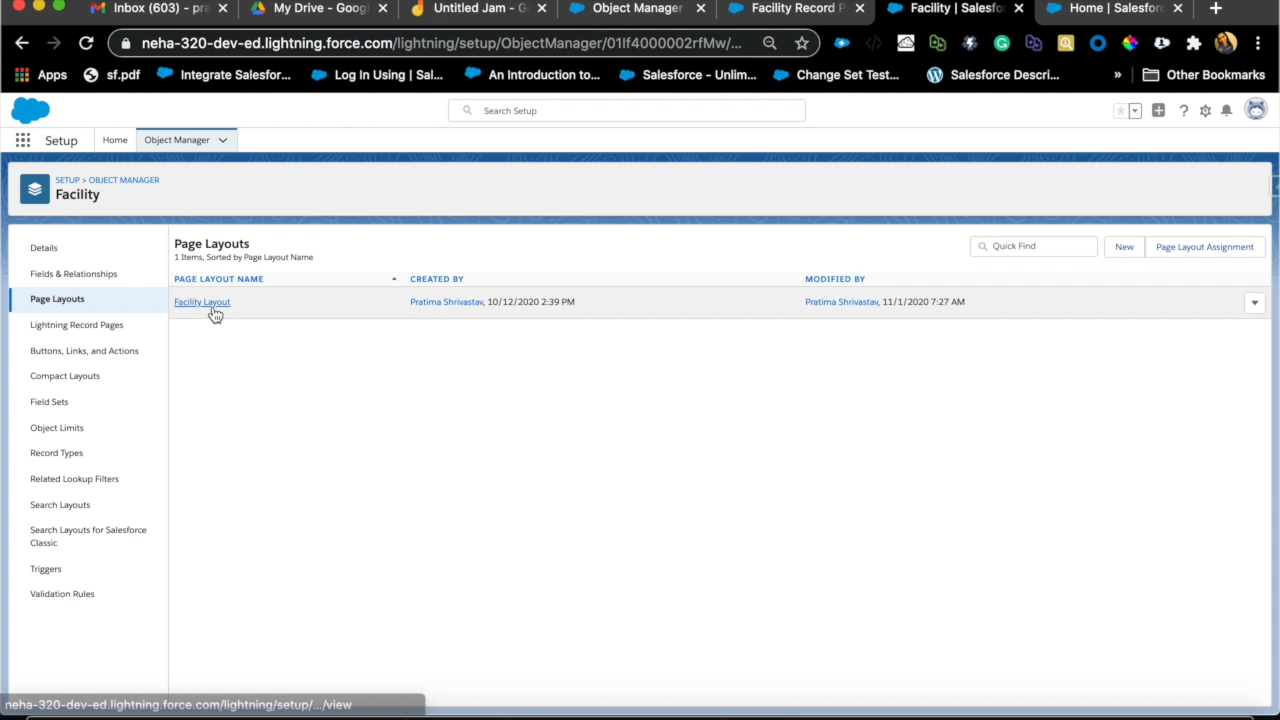 Inbox (603) - pra
My Drive - Googl
Untitled Jam - G
Object Manager
Facility Record P
Facility | Salesfo
Home | Salesforc
neha-320-dev-ed.lightning.force.com/lightning/setup/ObjectManager/01If4000002rfMw/...
Apps
sf.pdf
Integrate Salesfor...
Log In Using | Sal...
An Introduction to...
Salesforce - Unlim...
Change Set Test...
Salesforce Descri...
»
Other Bookmarks
Search Setup
Setup
Home
Object Manager
SETUP > OBJECT MANAGER
Facility
Details
Fields & Relationships
Page Layouts
Lightning Record Pages
Buttons, Links, and Actions
Compact Layouts
Field Sets
Object Limits
Record Types
Related Lookup Filters
Search Layouts
Search Layouts for Salesforce
Classic
Triggers
Validation Rules
Page Layouts
1 Items, Sorted by Page Layout Name
Quick Find
New
Page Layout Assignment
PAGE LAYOUT NAME
CREATED BY
MODIFIED BY
Facility Layout
Pratima Shrivastav, 10/12/2020 2:39 PM
Pratima Shrivastav, 11/1/2020 7:27 AM
neha-320-dev-ed.lightning.force.com/lightning/setup/.../view